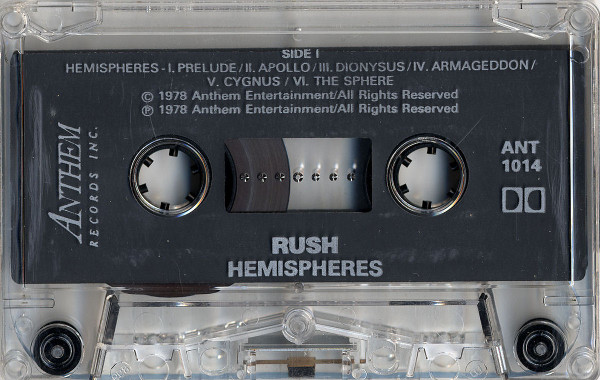 SIDE I
HEMISPHERES - I. PRELUDE / II. APOLLO / III. DIONYSUS / IV. ARMAGEDDON /
V. CYGNUS / VI. THE SPHERE
© 1978 Anthem Entertainment/All Rights Reserved
℗ 1978 Anthem Entertainment/All Rights Reserved
ANTHEM
RECORDS INC.
ANT
1014
RUSH
HEMISPHERES